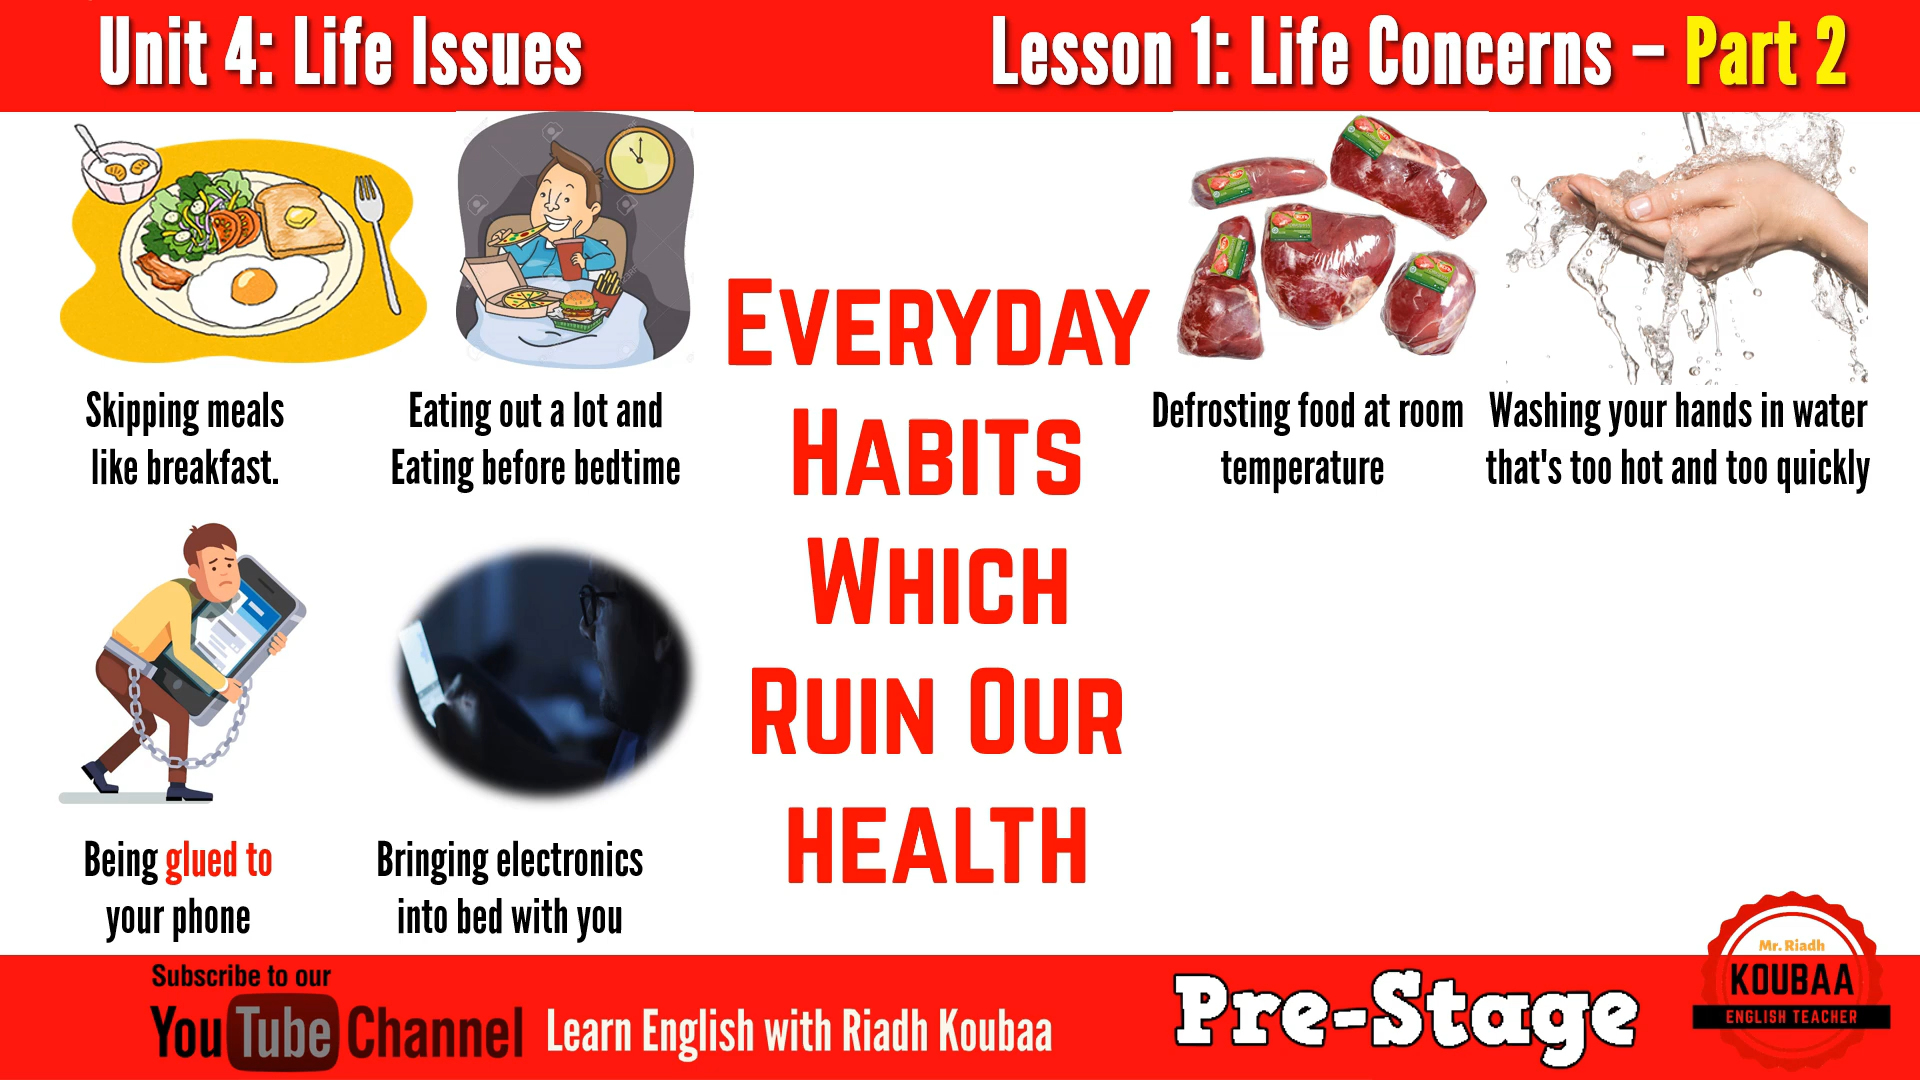 Unit 4: Life Issues
Lesson 1: Life Concerns – Part 2
Skipping meals
like breakfast.
Eating out a lot and
Eating before bedtime
Being glued to
your phone
Bringing electronics
into bed with you
EVERYDAY
HABITS
WHICH
RUIN OUR
HEALTH
Defrosting food at room
temperature
Washing your hands in water
that's too hot and too quickly
Subscribe to our
YouTube Channel
Learn English with Riadh Koubaa
Pre-Stage
Mr. Riadh
KOUBAA
ENGLISH TEACHER